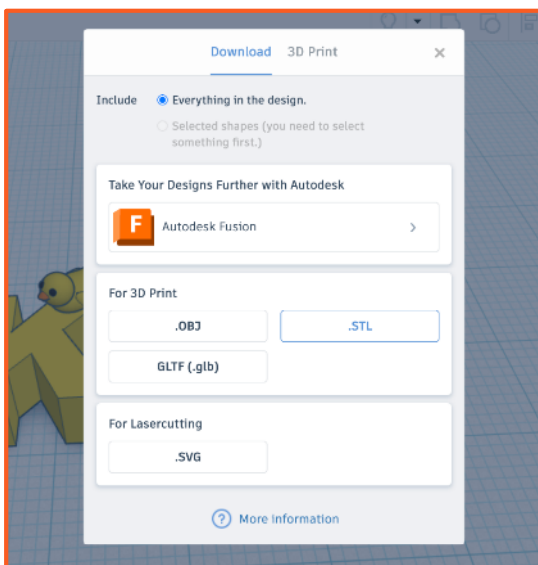 Download 3D Print
Include Everything in the design.
Selected shapes (you need to select
something first.)
Take Your Designs Further with Autodesk
F Autodesk Fusion
For 3D Print
.OBJ .STL
GLTF (.glb)
For Lasercutting
.SVG
? More information